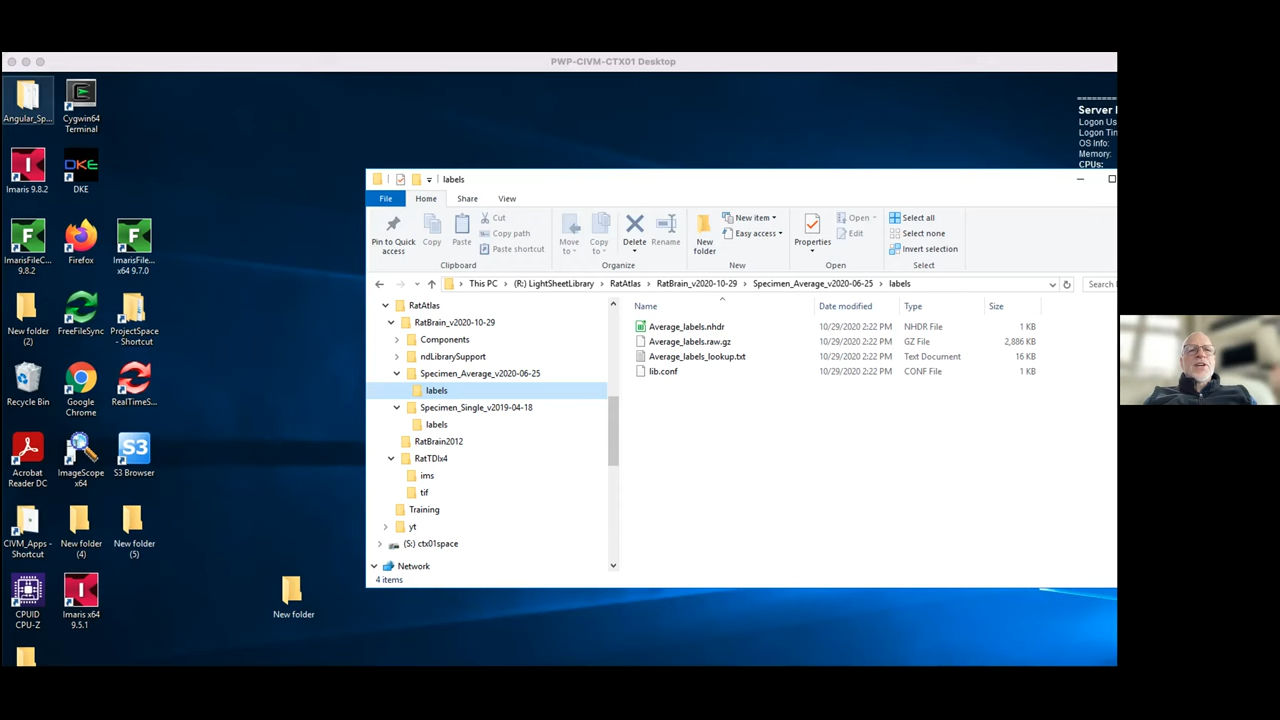 PWP-CIVM-CTX01 Desktop
Angular_Sp...
Cygwin64
Terminal
Imaris 9.8.2
DKE
DKE
ImarisFileC...
9.8.2
Firefox
ImarisFile...
x64 9.7.0
New folder
(2)
FreeFileSync
ProjectSpace
- Shortcut
Recycle Bin
Google
Chrome
RealTimeS...
Acrobat
Reader DC
ImageScope
x64
S3
S3 Browser
CIVM_Apps -
Shortcut
New folder
(4)
New folder
(5)
CPUID
CPU-Z
Imaris x64
9.5.1
New folder
Server
Logon Us
Logon Tin
OS Info:
Memory:
CPUs:
labels
File
Home
Share
View
Pin to Quick
access
Copy
Paste
Cut
Copy path
Paste shortcut
Clipboard
Move
to
Copy
to
Delete
Rename
Organize
New
folder
New item
Easy access
New
Properties
Open
Edit
Open
Select all
Select none
Invert selection
Select
This PC > (R:) LightSheetLibrary > RatAtlas > RatBrain_v2020-10-29 > Specimen_Average_v2020-06-25 > labels
Search
RatAtlas
RatBrain_v2020-10-29
Components
ndLibrarySupport
Specimen_Average_v2020-06-25
labels
Specimen_Single_v2019-04-18
labels
RatBrain2012
RatTDIx4
ims
tif
Training
yt
(S:) ctx01space
Network
4 items
Name Date modified Type Size
Average_labels.nhdr 10/29/2020 2:22 PM NHDR File 1 KB
Average_labels.raw.gz 10/29/2020 2:22 PM GZ File 2,886 KB
Average_labels_lookup.txt 10/29/2020 2:22 PM Text Document 16 KB
lib.conf 10/29/2020 2:22 PM CONF File 1 KB